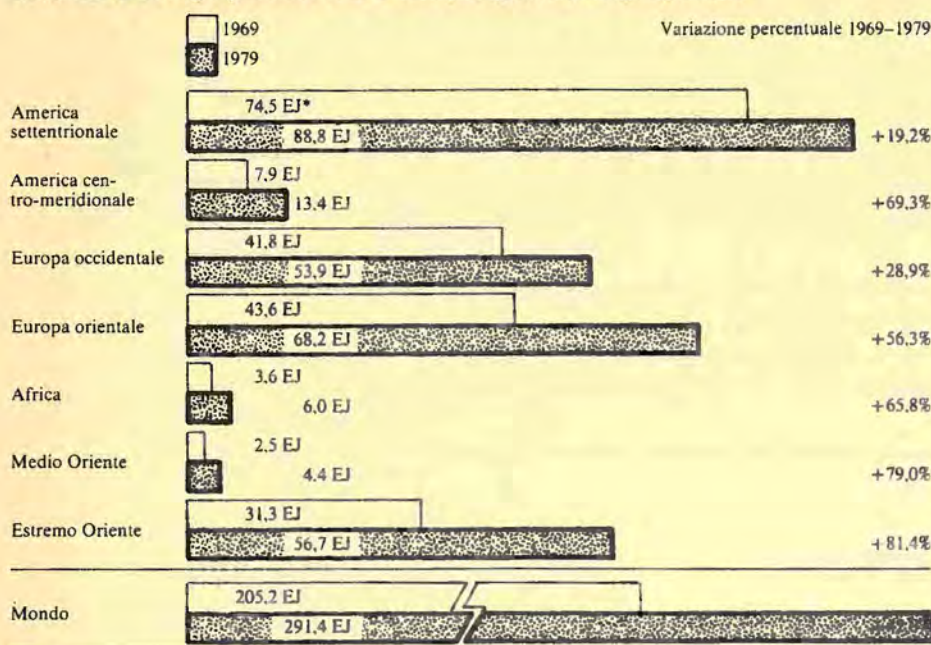 1969
Variazione percentuale 1969–1979
1979
America
settentrionale
74,5 EJ*
88,8 EJ
+19,2%
America cen-
tro-meridionale
7,9 EJ
13,4 EJ
+69,3%
Europa occidentale
41,8 EJ
53,9 EJ
+28,9%
Europa orientale
43,6 EJ
68,2 EJ
+56,3%
Africa
3,6 EJ
6,0 EJ
+65,8%
Medio Oriente
2,5 EJ
4,4 EJ
+79,0%
Estremo Oriente
31,3 EJ
56,7 EJ
+81,4%
Mondo
205,2 EJ
291,4 EJ